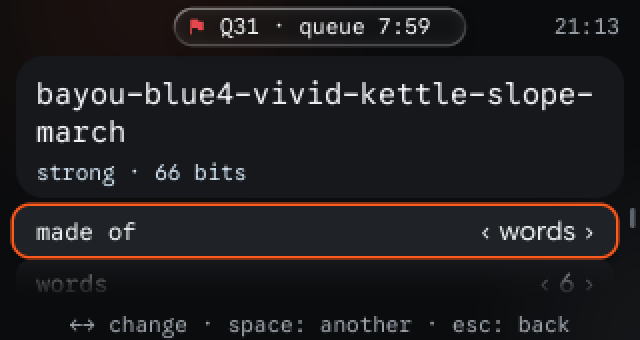 Q31 · queue 7:59
21:13
bayou-blue4-vivid-kettle-slope-
march
strong · 66 bits
made of ‹ words ›
words ‹ 6 ›
↔ change · space: another · esc: back